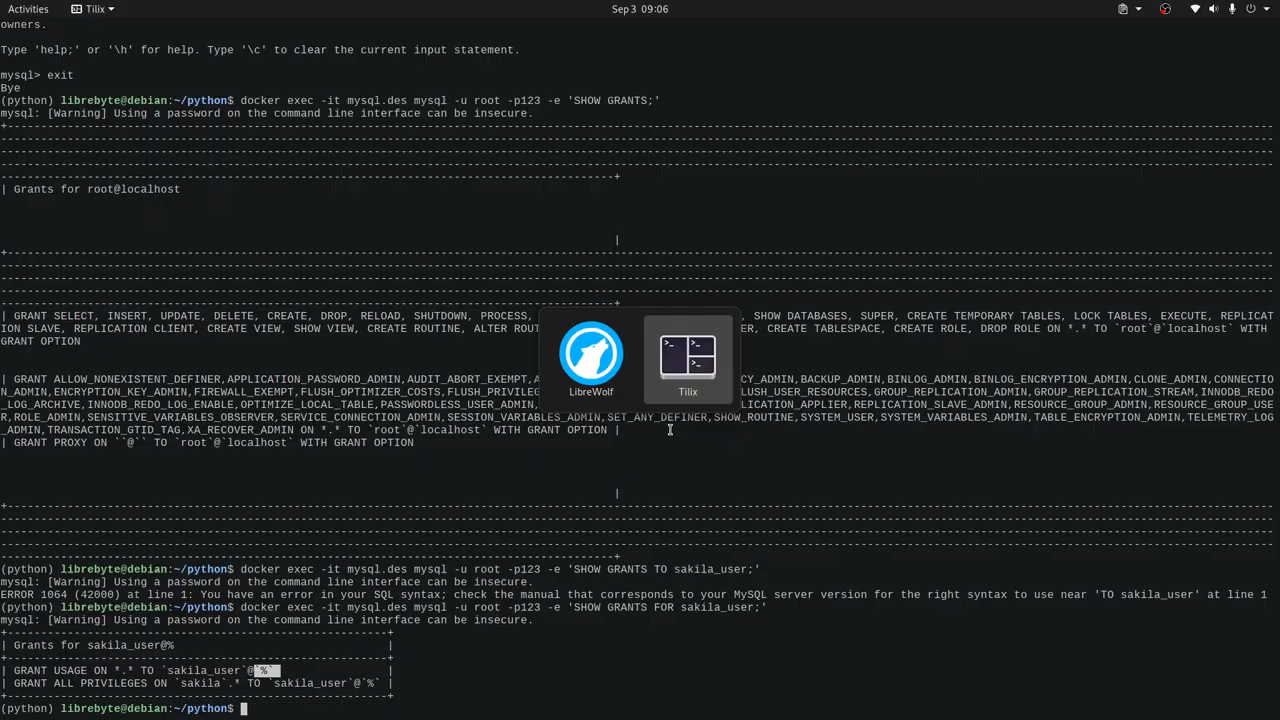 Activities Tilix Sep 3 09:06
owners.
Type 'help;' or '\h' for help. Type '\c' to clear the current input statement.
mysql> exit
Bye
(python) librebyte@debian:~/python$ docker exec -it mysql.des mysql -u root -p123 -e 'SHOW GRANTS;'
mysql: [Warning] Using a password on the command line interface can be insecure.
| Grants for root@localhost
|
| GRANT SELECT, INSERT, UPDATE, DELETE, CREATE, DROP, RELOAD, SHUTDOWN, PROCESS, SHOW DATABASES, SUPER, CREATE TEMPORARY TABLES, LOCK TABLES, EXECUTE, REPLICAT
ION SLAVE, REPLICATION CLIENT, CREATE VIEW, SHOW VIEW, CREATE ROUTINE, ALTER ROUT ER, CREATE TABLESPACE, CREATE ROLE, DROP ROLE ON *.* TO `root`@`localhost` WITH
GRANT OPTION
| GRANT ALLOW_NONEXISTENT_DEFINER,APPLICATION_PASSWORD_ADMIN,AUDIT_ABORT_EXEMPT,A CY_ADMIN,BACKUP_ADMIN,BINLOG_ADMIN,BINLOG_ENCRYPTION_ADMIN,CLONE_ADMIN,CONNECTIO
N_ADMIN,ENCRYPTION_KEY_ADMIN,FIREWALL_EXEMPT,FLUSH_OPTIMIZER_COSTS,FLUSH_PRIVILEG LUSH_USER_RESOURCES,GROUP_REPLICATION_ADMIN,GROUP_REPLICATION_STREAM,INNODB_REDO
_LOG_ARCHIVE,INNODB_REDO_LOG_ENABLE,OPTIMIZE_LOCAL_TABLE,PASSWORDLESS_USER_ADMIN, PLICATION_APPLIER,REPLICATION_SLAVE_ADMIN,RESOURCE_GROUP_ADMIN,RESOURCE_GROUP_USE
R,ROLE_ADMIN,SENSITIVE_VARIABLES_OBSERVER,SERVICE_CONNECTION_ADMIN,SESSION_VARIABLES_ADMIN,SET_ANY_DEFINER,SHOW_ROUTINE,SYSTEM_USER,SYSTEM_VARIABLES_ADMIN,TABLE_ENCRYPTION_ADMIN,TELEMETRY_LOG
_ADMIN,TRANSACTION_GTID_TAG,XA_RECOVER_ADMIN ON *.* TO `root`@`localhost` WITH GRANT OPTION |
| GRANT PROXY ON ``@`` TO `root`@`localhost` WITH GRANT OPTION
|
LibreWolf Tilix
(python) librebyte@debian:~/python$ docker exec -it mysql.des mysql -u root -p123 -e 'SHOW GRANTS TO sakila_user;'
mysql: [Warning] Using a password on the command line interface can be insecure.
ERROR 1064 (42000) at line 1: You have an error in your SQL syntax; check the manual that corresponds to your MySQL server version for the right syntax to use near 'TO sakila_user' at line 1
(python) librebyte@debian:~/python$ docker exec -it mysql.des mysql -u root -p123 -e 'SHOW GRANTS FOR sakila_user;'
mysql: [Warning] Using a password on the command line interface can be insecure.
+------------------------------------------------------------+
| Grants for sakila_user@% |
+------------------------------------------------------------+
| GRANT USAGE ON *.* TO `sakila_user`@`%` |
| GRANT ALL PRIVILEGES ON `sakila`.* TO `sakila_user`@`%` |
+------------------------------------------------------------+
(python) librebyte@debian:~/python$